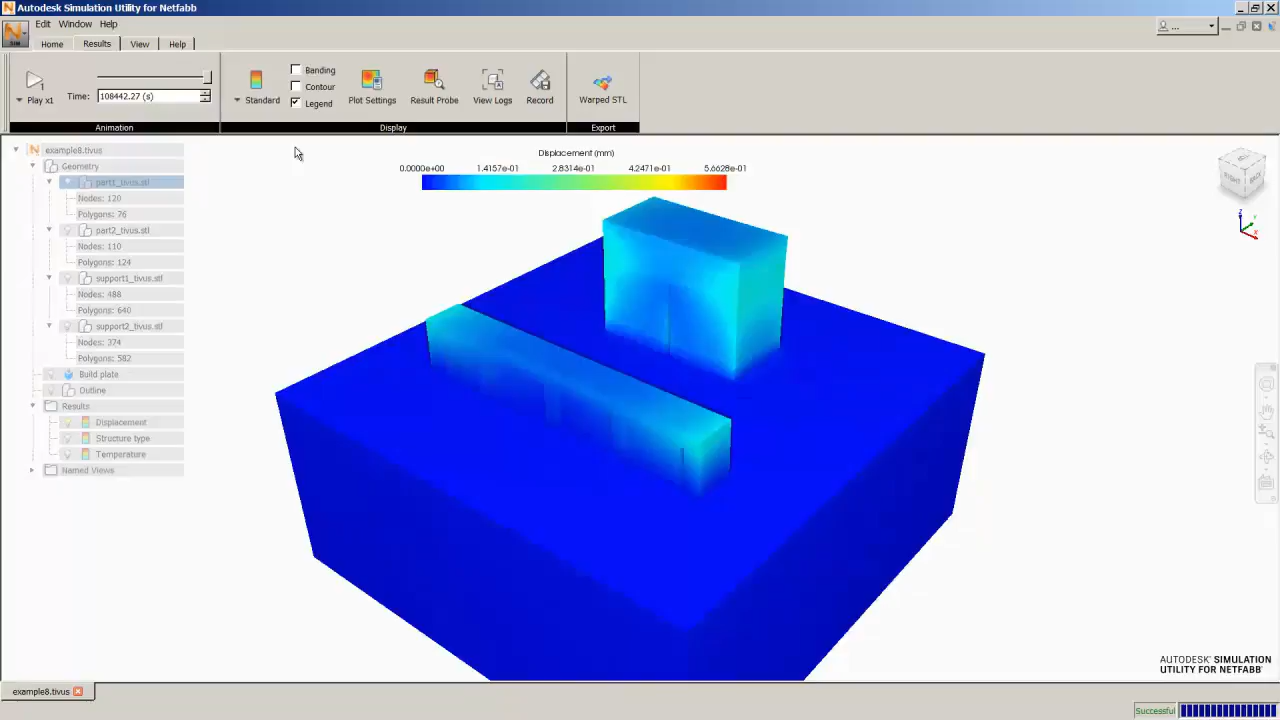 Autodesk Simulation Utility for Netfabb
Edit Window Help
SIM
...
Home Results View Help
Play x1
Time: 108442.27 (s)
Animation
Standard
Banding
Contour
Legend
Plot Settings
Result Probe
View Logs
Record
Display
Warped STL
Export
example8.tivus
Geometry
part1_tivus.stl
Nodes: 120
Polygons: 76
part2_tivus.stl
Nodes: 110
Polygons: 124
support1_tivus.stl
Nodes: 488
Polygons: 640
support2_tivus.stl
Nodes: 374
Polygons: 582
Build plate
Outline
Results
Displacement
Structure type
Temperature
Named Views
Displacement (mm)
0.0000e+00 1.4157e-01 2.8314e-01 4.2471e-01 5.6628e-01
RIGHT BACK
Z Y X
AUTODESK® SIMULATION
UTILITY FOR NETFABB®
example8.tivus
Successful